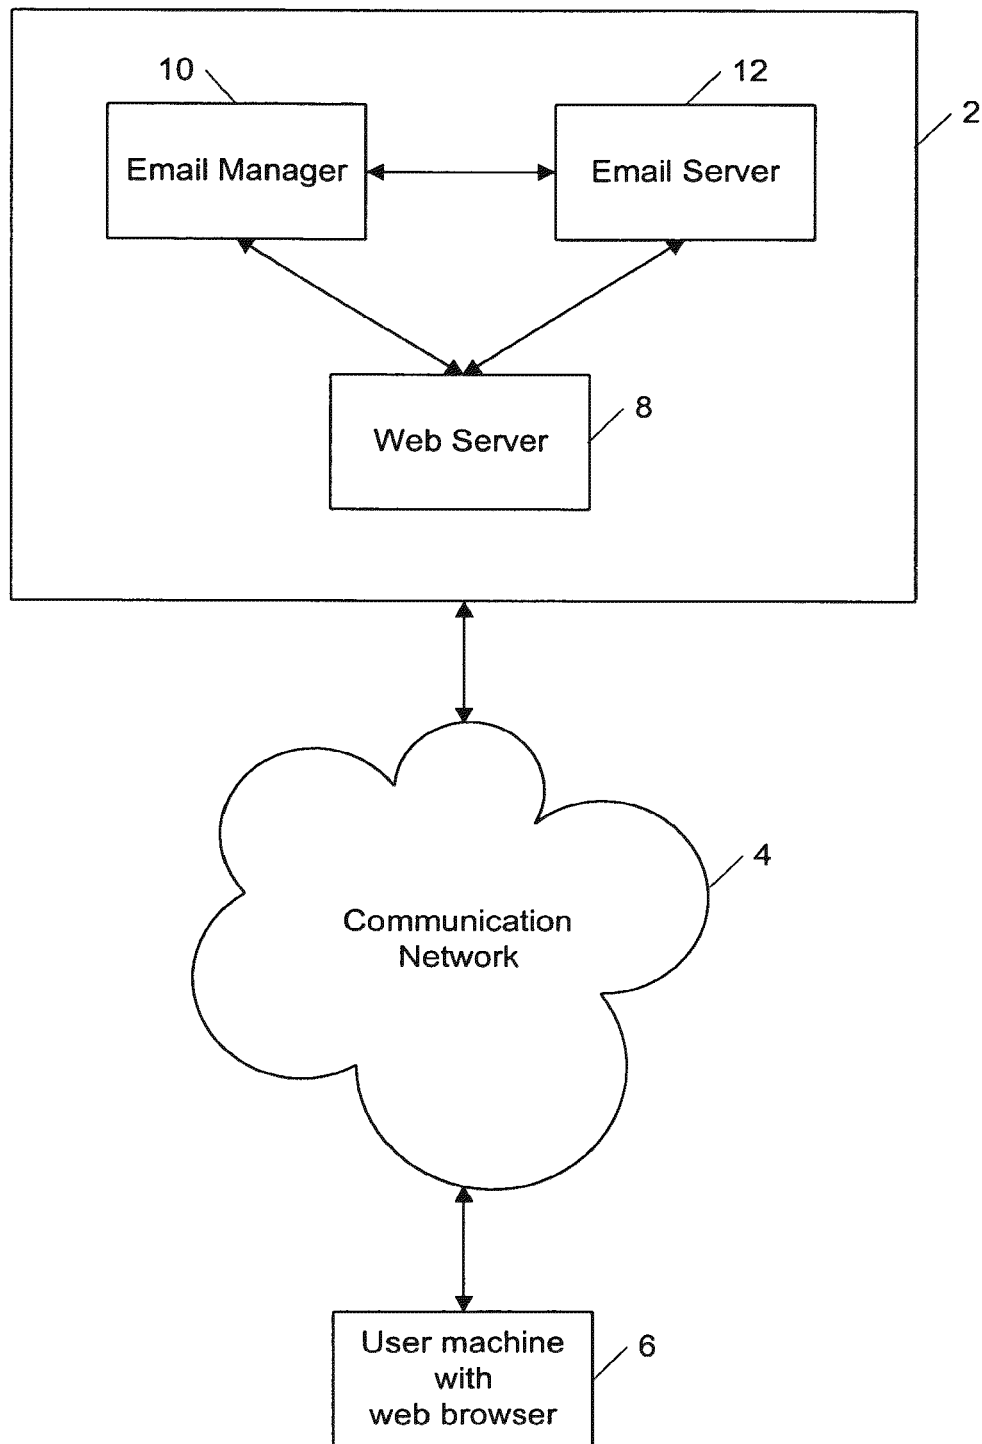 10
12
2
Email Manager
Email Server
8
Web Server
4
Communication
Network
6
User machine
with
web browser